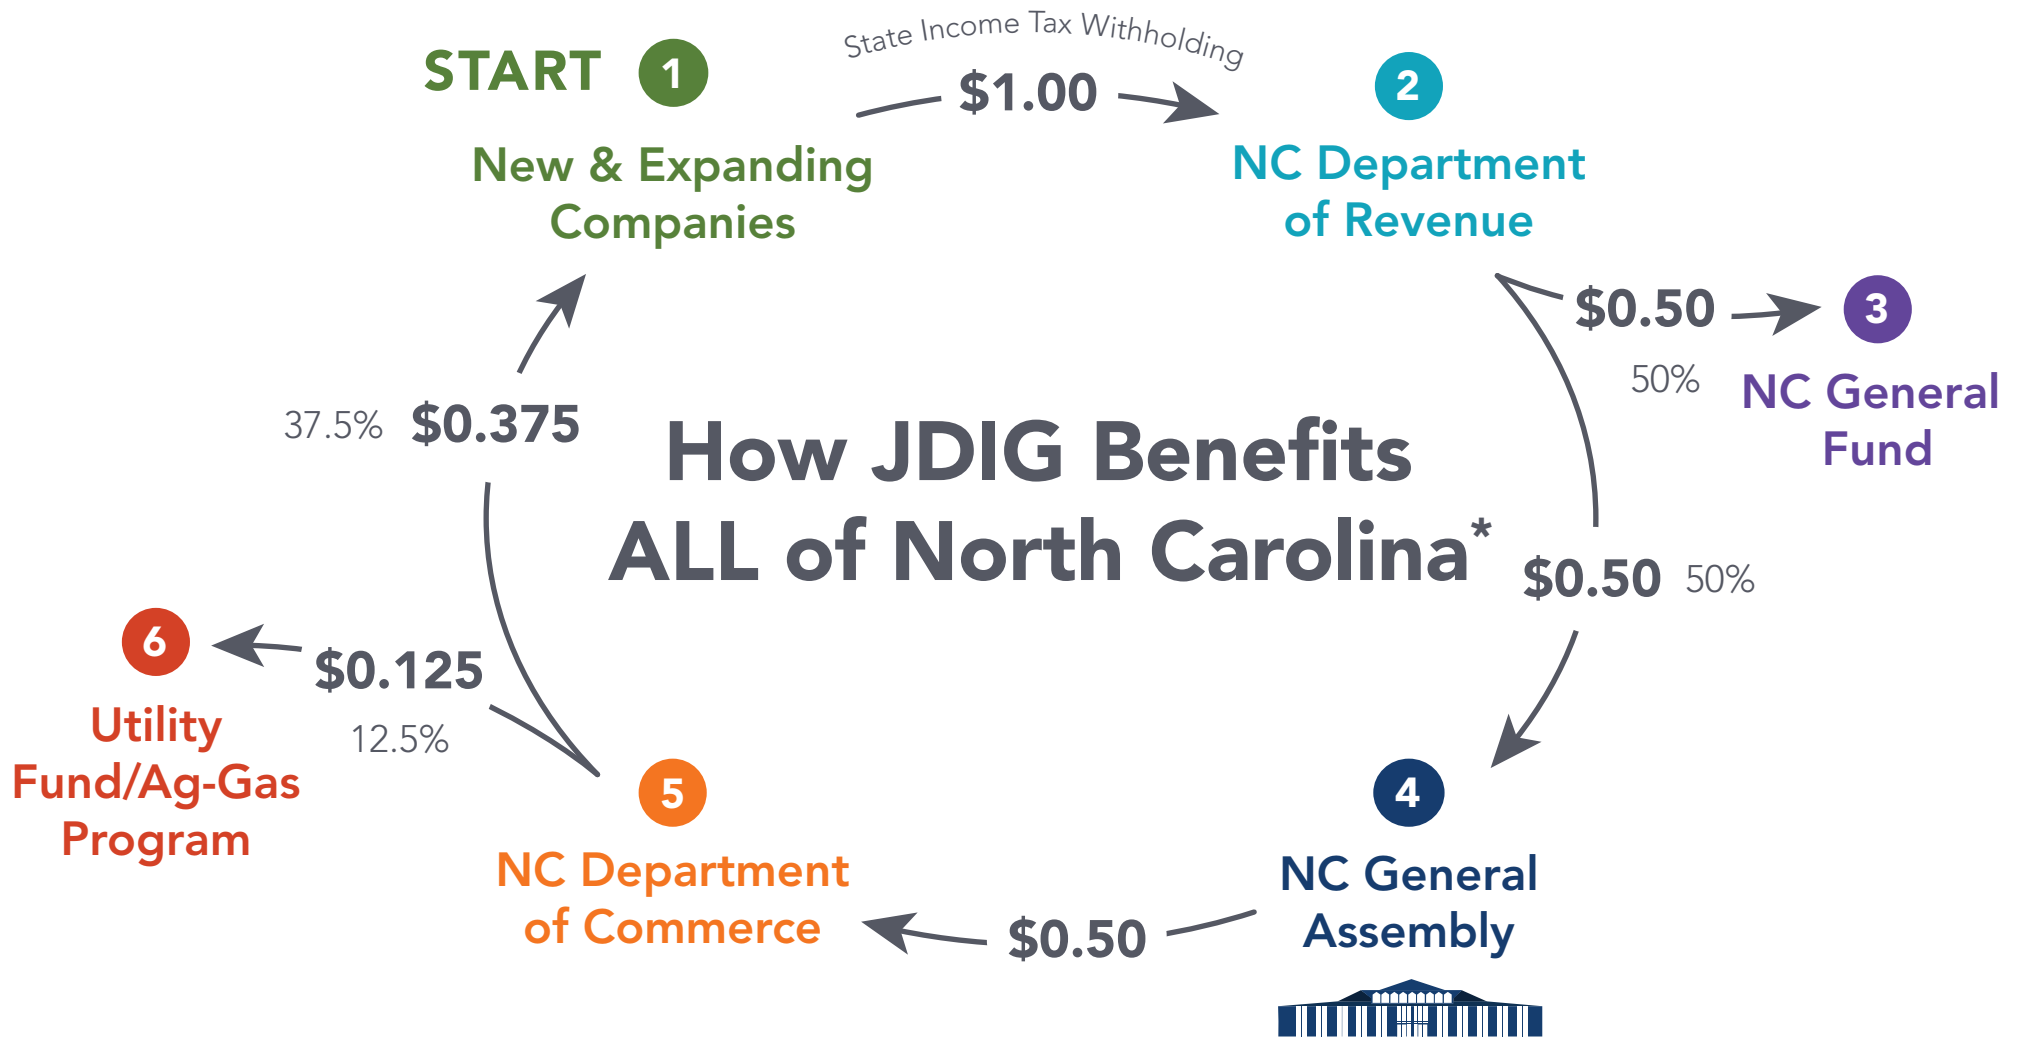 START 1
New & Expanding
Companies
State Income Tax Withholding
$1.00
2
NC Department
of Revenue
$0.50
50%
3
NC General
Fund
How JDIG Benefits
ALL of North Carolina*
$0.50 50%
4
NC General
Assembly
$0.50
5
NC Department
of Commerce
$0.125
12.5%
6
Utility
Fund/Ag-Gas
Program
37.5% $0.375